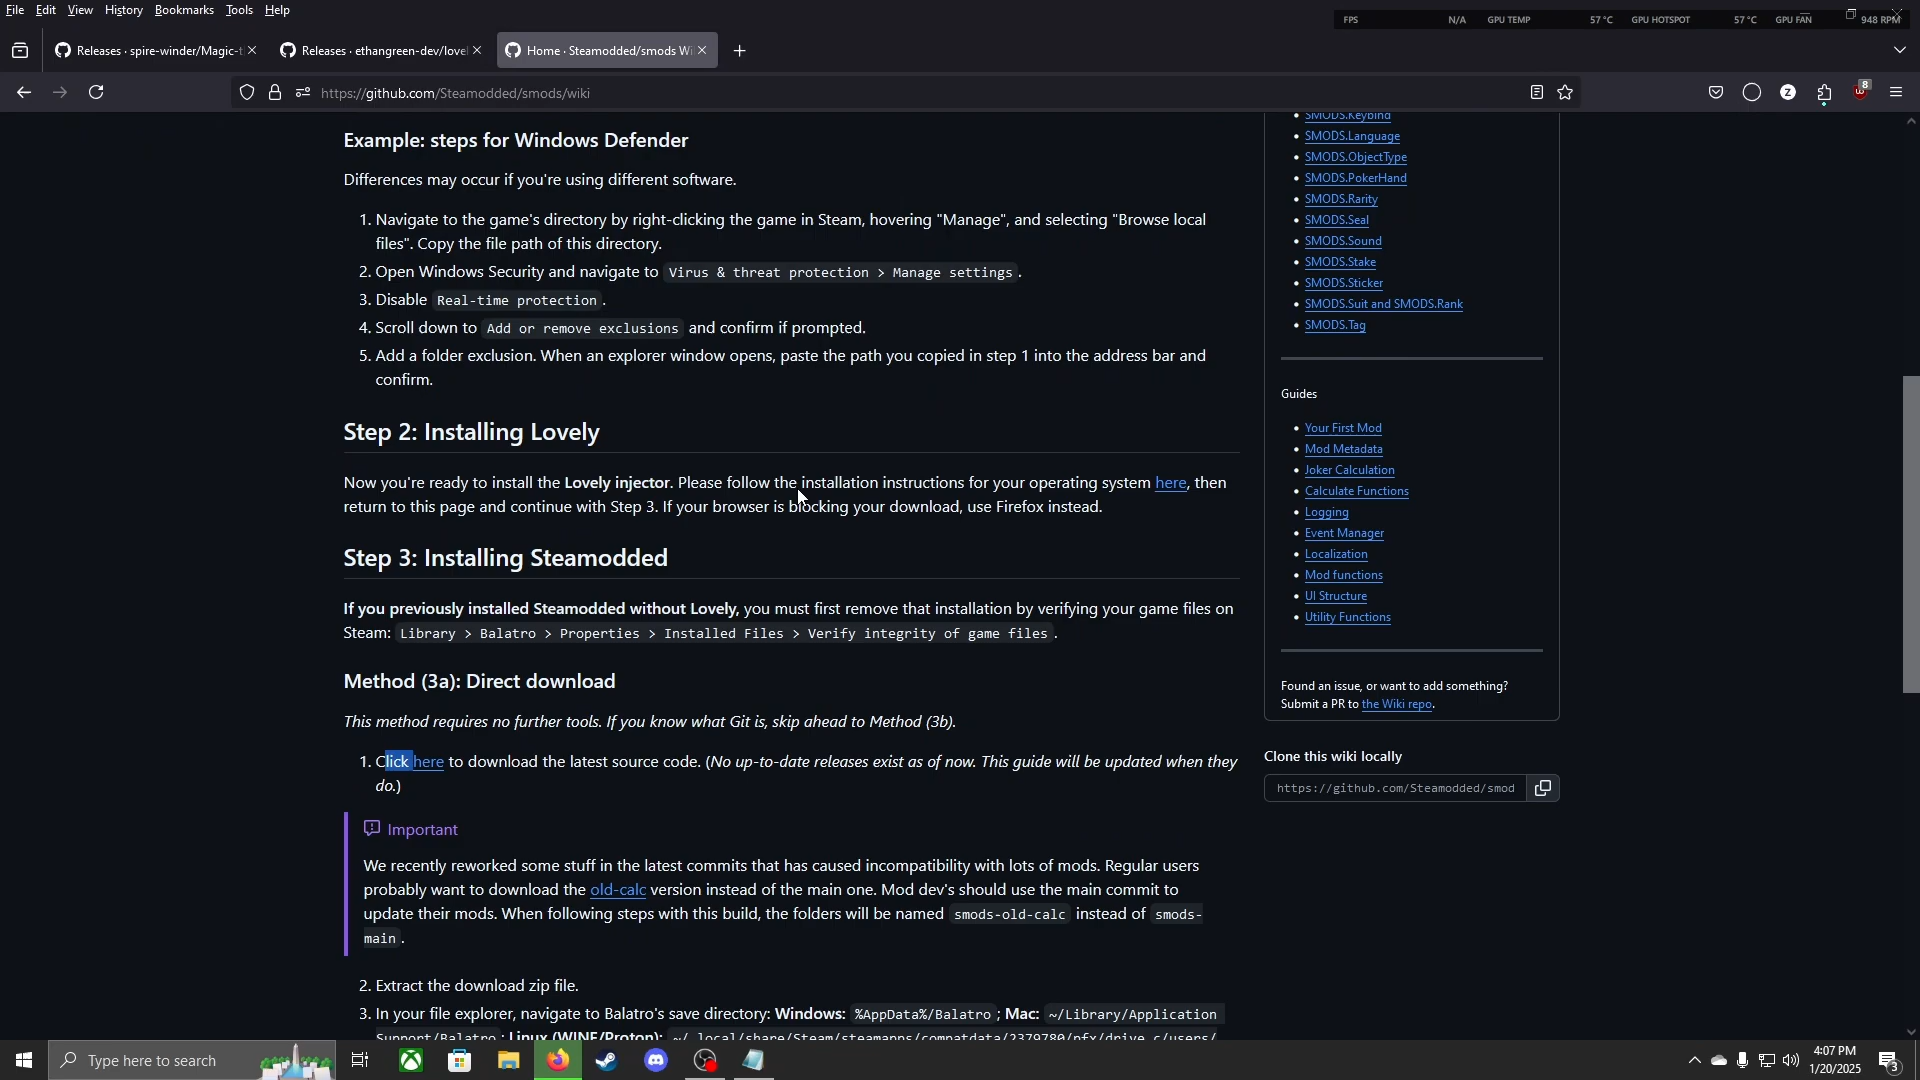 File Edit View History Bookmarks Tools Help
FPS N/A GPU TEMP 57 °C GPU HOTSPOT 57 °C GPU FAN 948 RPM
Releases · spire-winder/Magic-t
Releases · ethangreen-dev/lovel
Home · Steamodded/smods Wi
https://github.com/Steamodded/smods/wiki
8
Example: steps for Windows Defender
Differences may occur if you're using different software.
1. Navigate to the game's directory by right-clicking the game in Steam, hovering "Manage", and selecting "Browse local
files". Copy the file path of this directory.
2. Open Windows Security and navigate to Virus & threat protection > Manage settings .
3. Disable Real-time protection .
4. Scroll down to Add or remove exclusions and confirm if prompted.
5. Add a folder exclusion. When an explorer window opens, paste the path you copied in step 1 into the address bar and
confirm.
Step 2: Installing Lovely
Now you're ready to install the Lovely injector. Please follow the installation instructions for your operating system here, then
return to this page and continue with Step 3. If your browser is blocking your download, use Firefox instead.
Step 3: Installing Steamodded
If you previously installed Steamodded without Lovely, you must first remove that installation by verifying your game files on
Steam: Library > Balatro > Properties > Installed Files > Verify integrity of game files .
Method (3a): Direct download
This method requires no further tools. If you know what Git is, skip ahead to Method (3b).
1. Click here to download the latest source code. (No up-to-date releases exist as of now. This guide will be updated when they
do.)
Important
We recently reworked some stuff in the latest commits that has caused incompatibility with lots of mods. Regular users
probably want to download the old-calc version instead of the main one. Mod dev's should use the main commit to
update their mods. When following steps with this build, the folders will be named smods-old-calc instead of smods-
main .
2. Extract the download zip file.
3. In your file explorer, navigate to Balatro's save directory: Windows: %AppData%/Balatro ; Mac: ~/Library/Application
Support/Balatro ; Linux (WINE/Proton): ~/.local/share/Steam/steamapps/compatdata/2379780/pfx/drive_c/users/
SMODS.Keybind
SMODS.Language
SMODS.ObjectType
SMODS.PokerHand
SMODS.Rarity
SMODS.Seal
SMODS.Sound
SMODS.Stake
SMODS.Sticker
SMODS.Suit and SMODS.Rank
SMODS.Tag
Guides
Your First Mod
Mod Metadata
Joker Calculation
Calculate Functions
Logging
Event Manager
Localization
Mod functions
UI Structure
Utility Functions
Found an issue, or want to add something?
Submit a PR to the Wiki repo.
Clone this wiki locally
https://github.com/Steamodded/smod
Type here to search
4:07 PM
1/20/2025
3